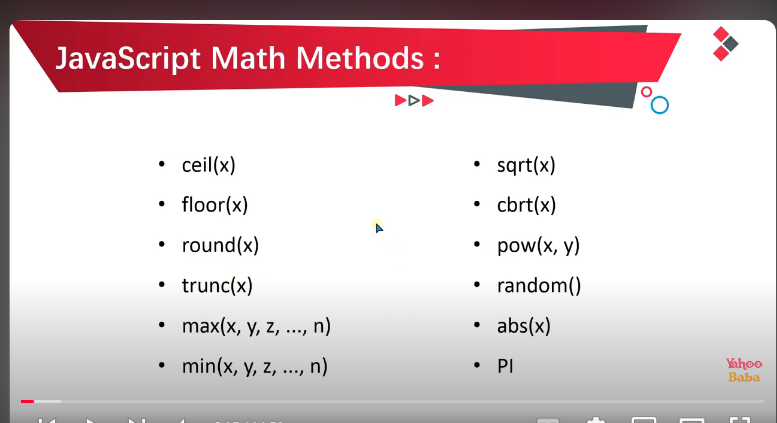 JavaScript Math Methods :
• ceil(x)
• floor(x)
• round(x)
• trunc(x)
• max(x, y, z, ..., n)
• min(x, y, z, ..., n)
• sqrt(x)
• cbrt(x)
• pow(x, y)
• random()
• abs(x)
• PI
Yahoo
Baba